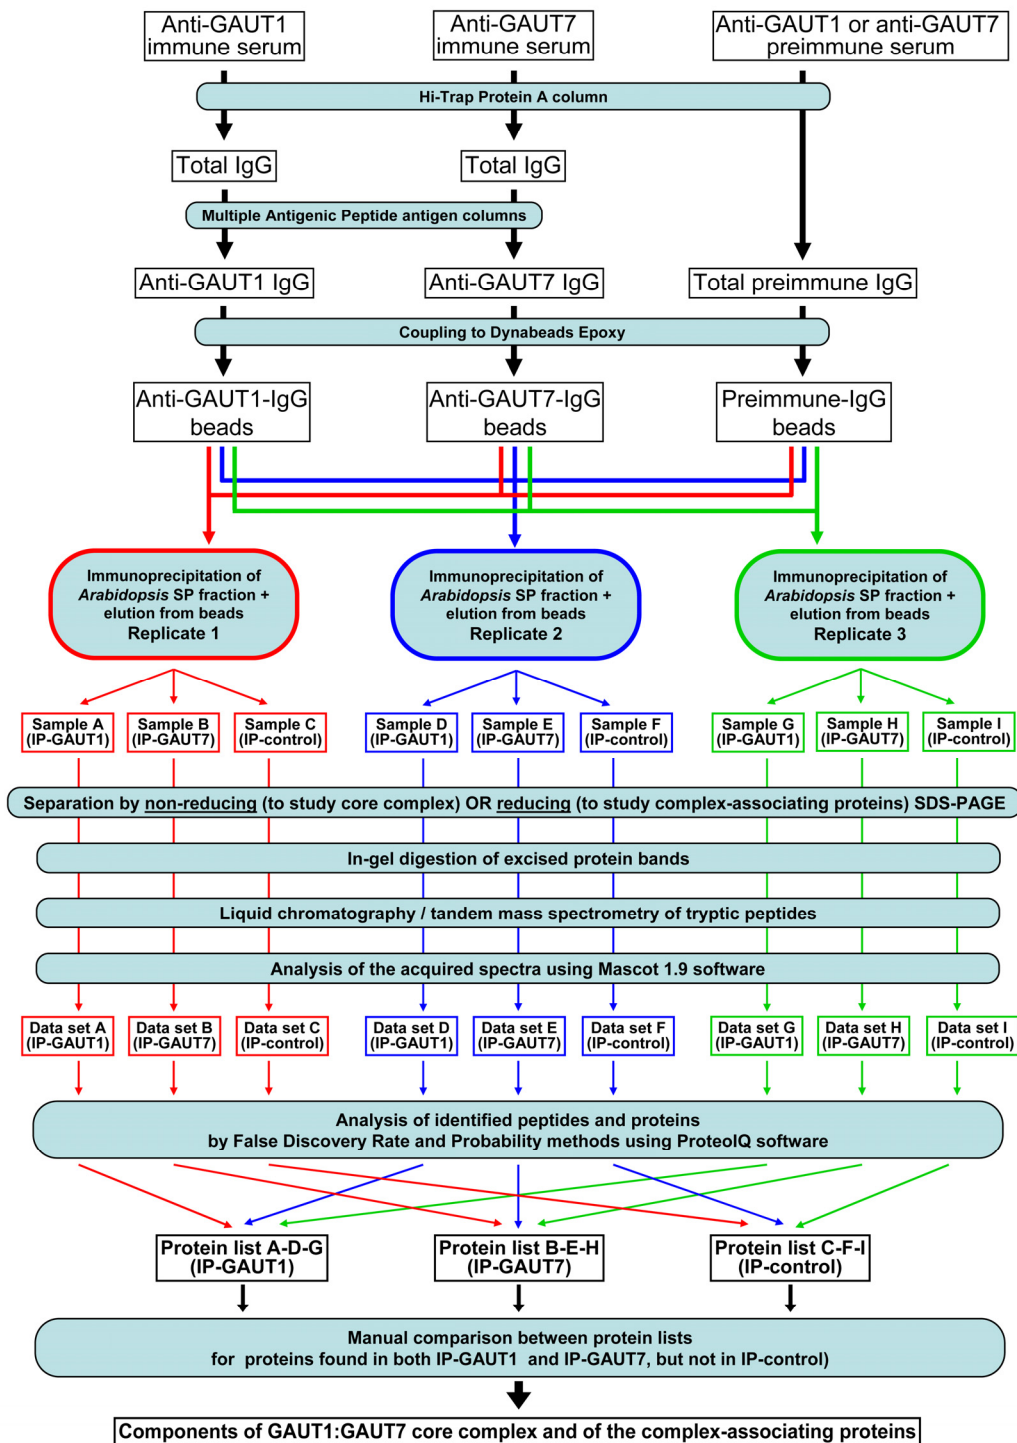 Anti-GAUT1
immune serum
Anti-GAUT7
immune serum
Anti-GAUT1 or anti-GAUT7
preimmune serum
Hi-Trap Protein A column
Total IgG
Total IgG
Multiple Antigenic Peptide antigen columns
Anti-GAUT1 IgG
Anti-GAUT7 IgG
Total preimmune IgG
Coupling to Dynabeads Epoxy
Anti-GAUT1-IgG
beads
Anti-GAUT7-IgG
beads
Preimmune-IgG
beads
Immunoprecipitation of
Arabidopsis SP fraction +
elution from beads
Replicate 1
Immunoprecipitation of
Arabidopsis SP fraction +
elution from beads
Replicate 2
Immunoprecipitation of
Arabidopsis SP fraction +
elution from beads
Replicate 3
Sample A
(IP-GAUT1)
Sample B
(IP-GAUT7)
Sample C
(IP-control)
Sample D
(IP-GAUT1)
Sample E
(IP-GAUT7)
Sample F
(IP-control)
Sample G
(IP-GAUT1)
Sample H
(IP-GAUT7)
Sample I
(IP-control)
Separation by non-reducing (to study core complex) OR reducing (to study complex-associating proteins) SDS-PAGE
In-gel digestion of excised protein bands
Liquid chromatography / tandem mass spectrometry of tryptic peptides
Analysis of the acquired spectra using Mascot 1.9 software
Data set A
(IP-GAUT1)
Data set B
(IP-GAUT7)
Data set C
(IP-control)
Data set D
(IP-GAUT1)
Data set E
(IP-GAUT7)
Data set F
(IP-control)
Data set G
(IP-GAUT1)
Data set H
(IP-GAUT7)
Data set I
(IP-control)
Analysis of identified peptides and proteins
by False Discovery Rate and Probability methods using ProteoIQ software
Protein list A-D-G
(IP-GAUT1)
Protein list B-E-H
(IP-GAUT7)
Protein list C-F-I
(IP-control)
Manual comparison between protein lists
for proteins found in both IP-GAUT1 and IP-GAUT7, but not in IP-control)
Components of GAUT1:GAUT7 core complex and of the complex-associating proteins